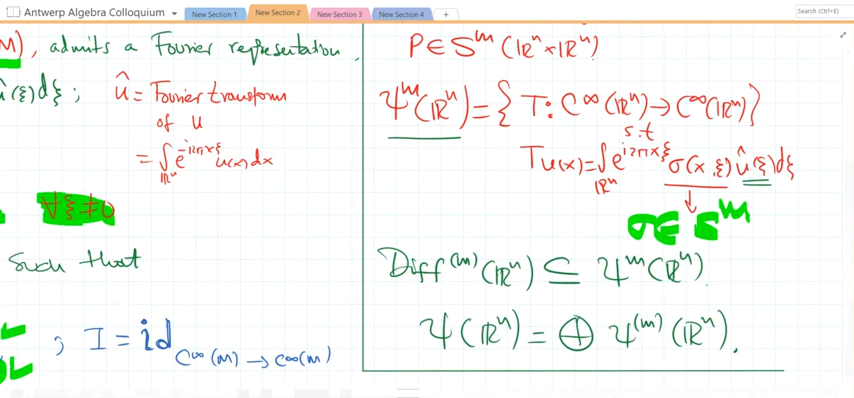 Antwerp Algebra Colloquium
New Section 1
New Section 2
New Section 3
New Section 4
+
Search (Ctrl+E)
M), admits a Fourier representation,
û(ξ)dξ; û = Fourier transform
of u
= ∫_{ℝⁿ} e^{-i2πxξ} u(x)dx
∀ξ≠0
Such that
; I = id_{C∞(M)→C∞(M)}
P ∈ S^m(ℝⁿ×ℝⁿ)
Ψ^m(ℝⁿ) = { T: C∞(ℝⁿ)→C∞(ℝⁿ) }
s.t
Tu(x) = ∫_{ℝⁿ} e^{i2πxξ} σ(x,ξ) û(ξ)dξ
↓
σ∈ S^m
Diff^{(m)}(ℝⁿ) ⊆ Ψ^m(ℝⁿ).
Ψ(ℝⁿ) = ⊕ Ψ^{(m)}(ℝⁿ).